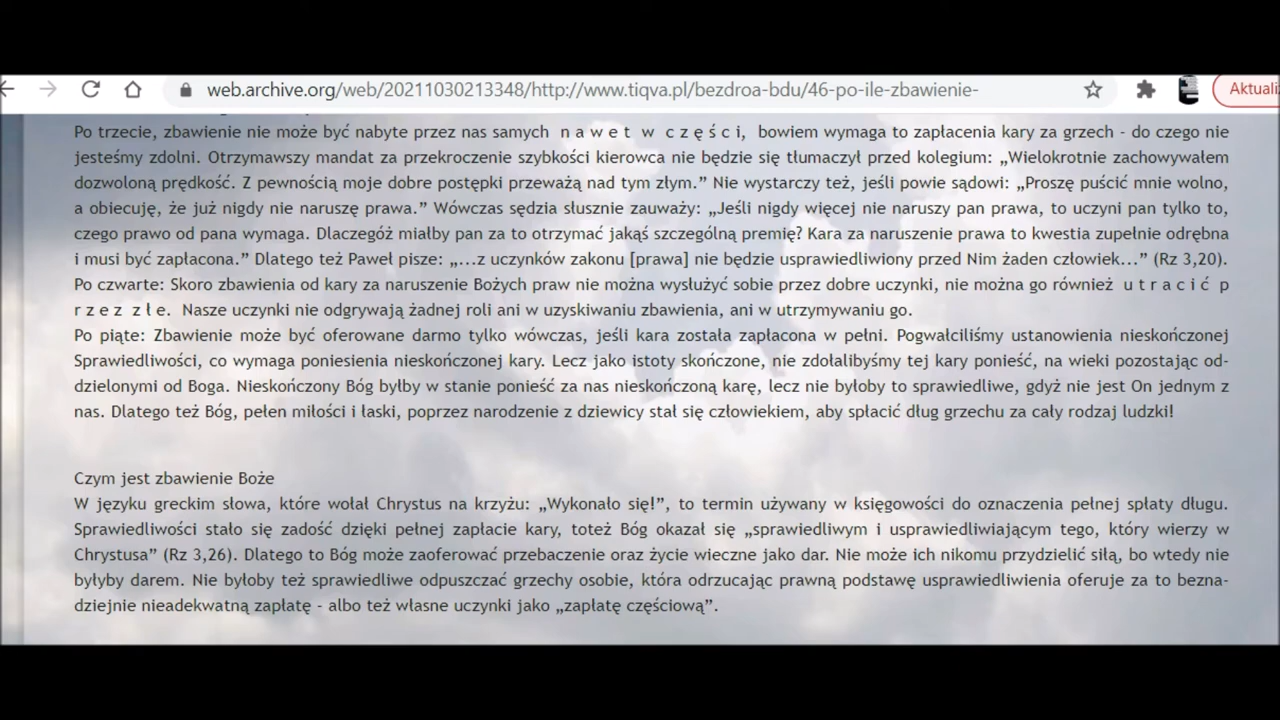 web.archive.org/web/20211030213348/http://www.tiqva.pl/bezdroa-bdu/46-po-ile-zbawienie-
Aktuali
Po trzecie, zbawienie nie może być nabyte przez nas samych n a w e t w c z ę ś c i, bowiem wymaga to zapłacenia kary za grzech - do czego nie
jesteśmy zdolni. Otrzymawszy mandat za przekroczenie szybkości kierowca nie będzie się tłumaczył przed kolegium: „Wielokrotnie zachowywałem
dozwoloną prędkość. Z pewnością moje dobre postępki przeważą nad tym złym.” Nie wystarczy też, jeśli powie sądowi: „Proszę puścić mnie wolno,
a obiecuję, że już nigdy nie naruszę prawa.” Wówczas sędzia słusznie zauważy: „Jeśli nigdy więcej nie naruszy pan prawa, to uczyni pan tylko to,
czego prawo od pana wymaga. Dlaczegóż miałby pan za to otrzymać jakąś szczególną premię? Kara za naruszenie prawa to kwestia zupełnie odrębna
i musi być zapłacona.” Dlatego też Paweł pisze: „...z uczynków zakonu [prawa] nie będzie usprawiedliwiony przed Nim żaden człowiek...” (Rz 3,20).
Po czwarte: Skoro zbawienia od kary za naruszenie Bożych praw nie można wysłużyć sobie przez dobre uczynki, nie można go również u t r a c i ć p
r z e z z ł e. Nasze uczynki nie odgrywają żadnej roli ani w uzyskiwaniu zbawienia, ani w utrzymywaniu go.
Po piąte: Zbawienie może być oferowane darmo tylko wówczas, jeśli kara została zapłacona w pełni. Pogwałciliśmy ustanowienia nieskończonej
Sprawiedliwości, co wymaga poniesienia nieskończonej kary. Lecz jako istoty skończone, nie zdołalibyśmy tej kary ponieść, na wieki pozostając od-
dzielonymi od Boga. Nieskończony Bóg byłby w stanie ponieść za nas nieskończoną karę, lecz nie byłoby to sprawiedliwe, gdyż nie jest On jednym z
nas. Dlatego też Bóg, pełen miłości i łaski, poprzez narodzenie z dziewicy stał się człowiekiem, aby spłacić dług grzechu za cały rodzaj ludzki!
Czym jest zbawienie Boże
W języku greckim słowa, które wołał Chrystus na krzyżu: „Wykonało się!”, to termin używany w księgowości do oznaczenia pełnej spłaty długu.
Sprawiedliwości stało się zadość dzięki pełnej zapłacie kary, toteż Bóg okazał się „sprawiedliwym i usprawiedliwiającym tego, który wierzy w
Chrystusa” (Rz 3,26). Dlatego to Bóg może zaoferować przebaczenie oraz życie wieczne jako dar. Nie może ich nikomu przydzielić siłą, bo wtedy nie
byłyby darem. Nie byłoby też sprawiedliwe odpuszczać grzechy osobie, która odrzucając prawną podstawę usprawiedliwienia oferuje za to bezna-
dziejnie nieadekwatną zapłatę - albo też własne uczynki jako „zapłatę częściową”.